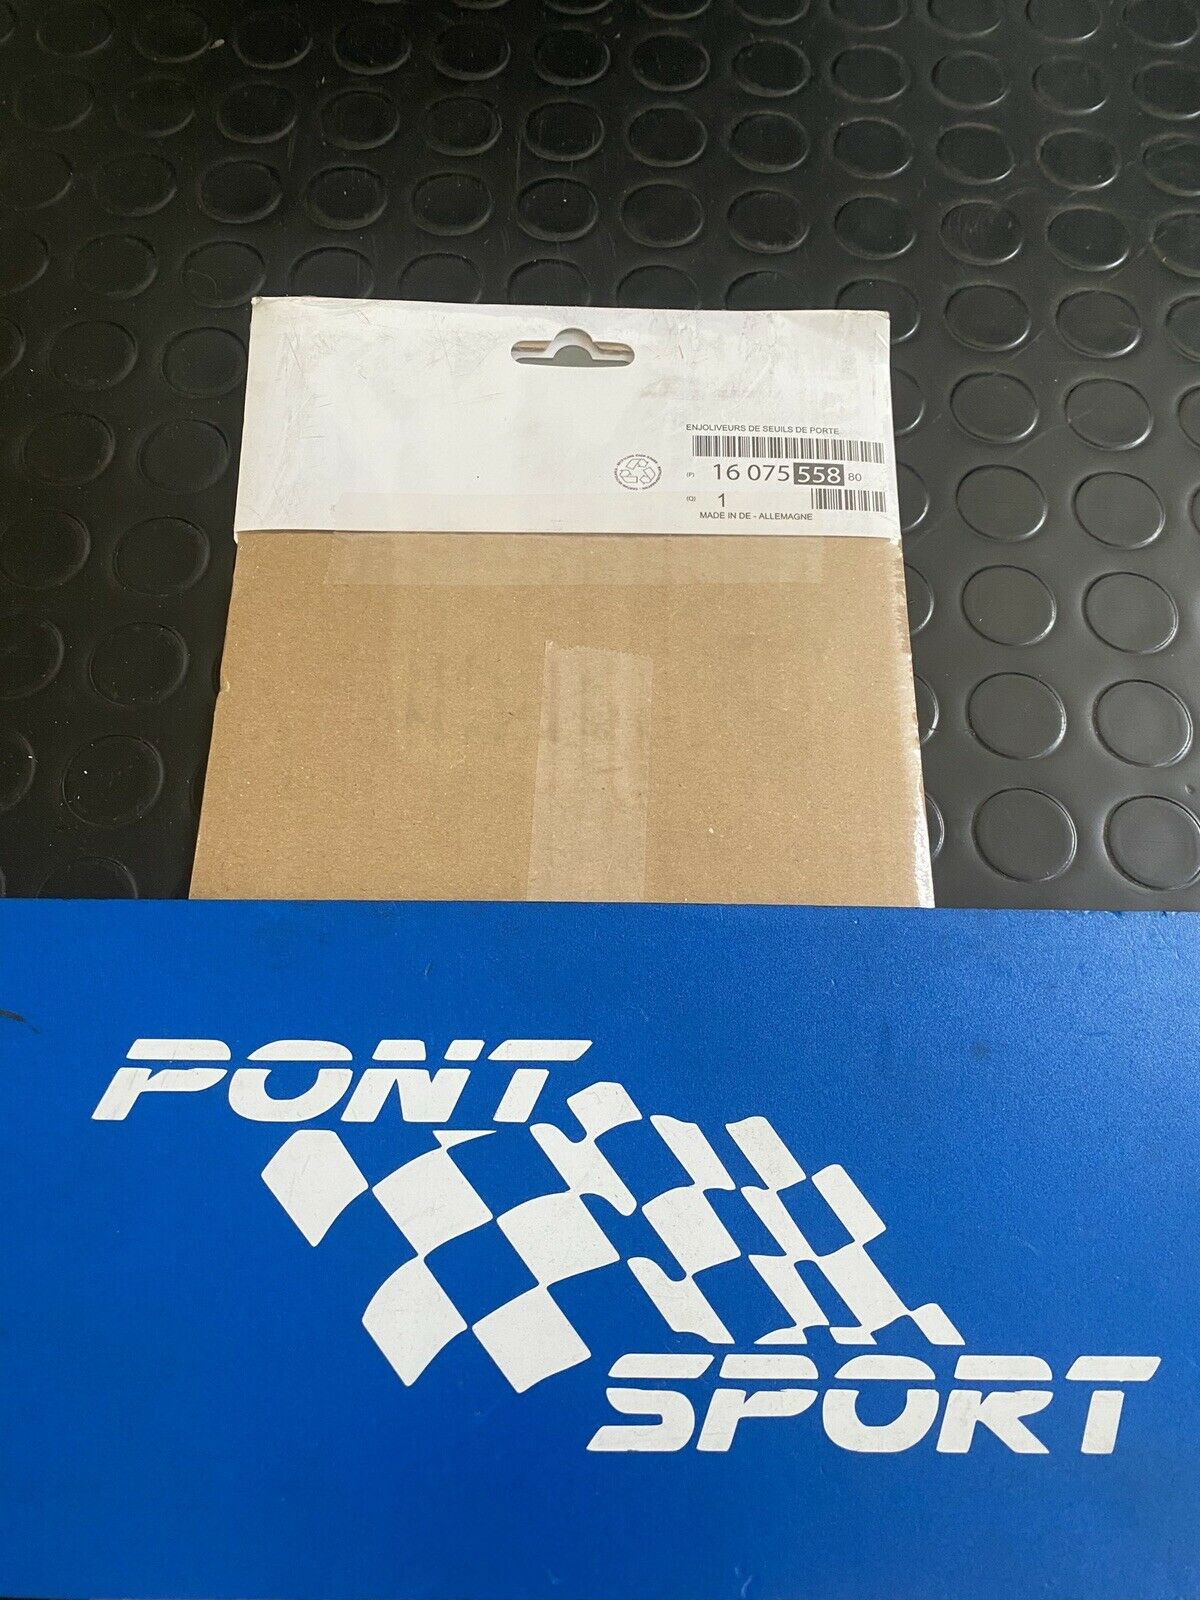 ENJOLIVEURS DE SEUILS DE PORTE
(P) 16 075 558 80
(Q) 1
MADE IN DE - ALLEMAGNE
PONT
SPORT